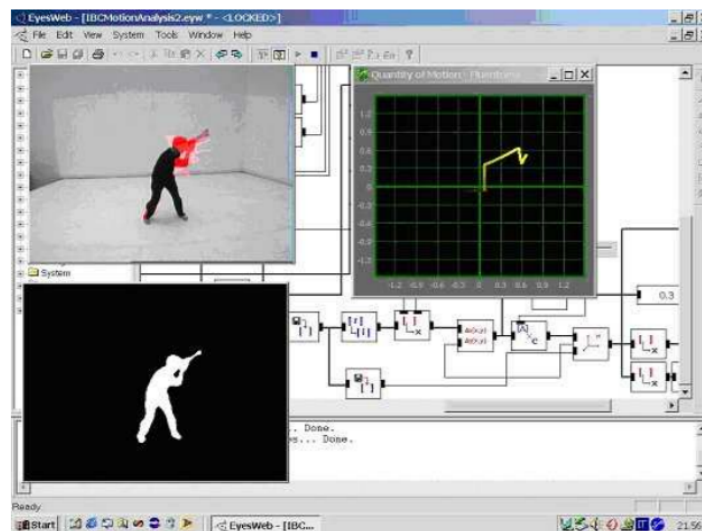 EyesWeb - [IBCMotionAnalysis2.eyw * - <LOCKED>]
File Edit View System Tools Window Help
Quantity of Motion -
1.2
0.9
0.6
0.3
0
-0.3
-0.6
-0.9
-1.2
-1.2 -0.9 -0.6 -0.3 0 0.3 0.6 0.9 1.2
System
0.3
... Done.
... Done.
Ready
Start
EyesWeb - [IBC...
IT
21.56